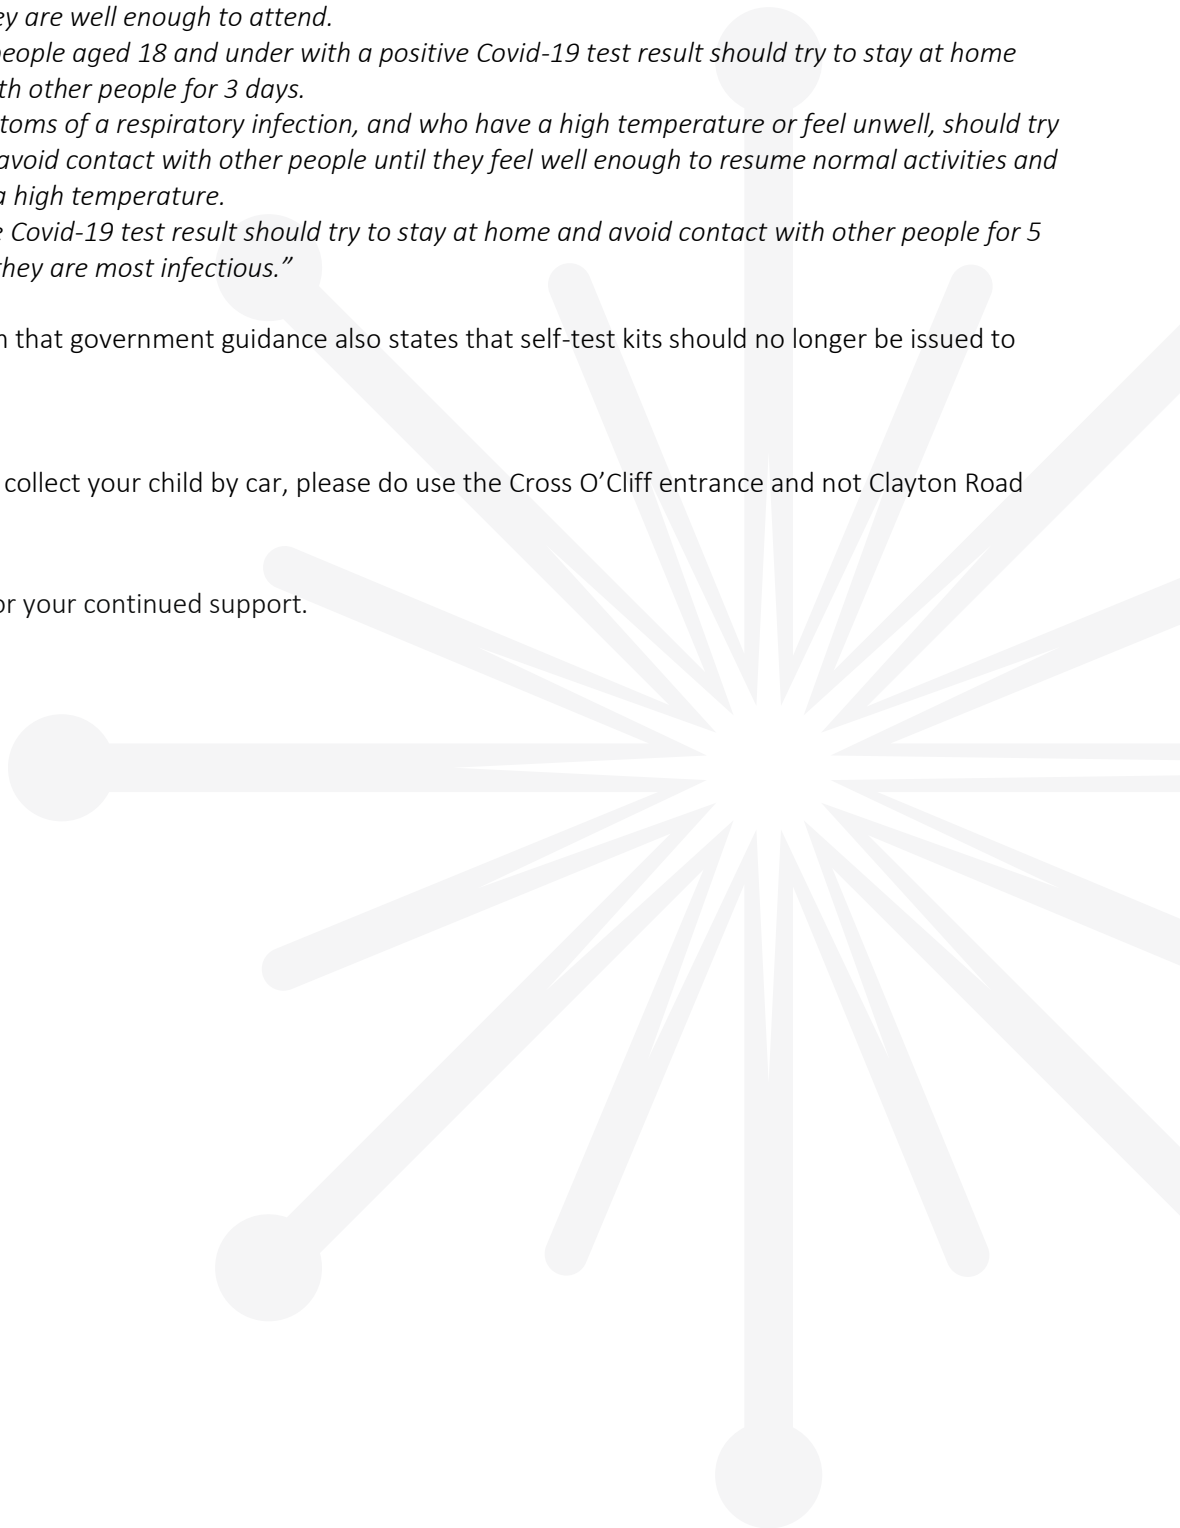 ey are well enough to attend.
people aged 18 and under with a positive Covid-19 test result should try to stay at home
th other people for 3 days.
toms of a respiratory infection, and who have a high temperature or feel unwell, should try
avoid contact with other people until they feel well enough to resume normal activities and
a high temperature.
e Covid-19 test result should try to stay at home and avoid contact with other people for 5
they are most infectious.”
n that government guidance also states that self-test kits should no longer be issued to
collect your child by car, please do use the Cross O’Cliff entrance and not Clayton Road
or your continued support.